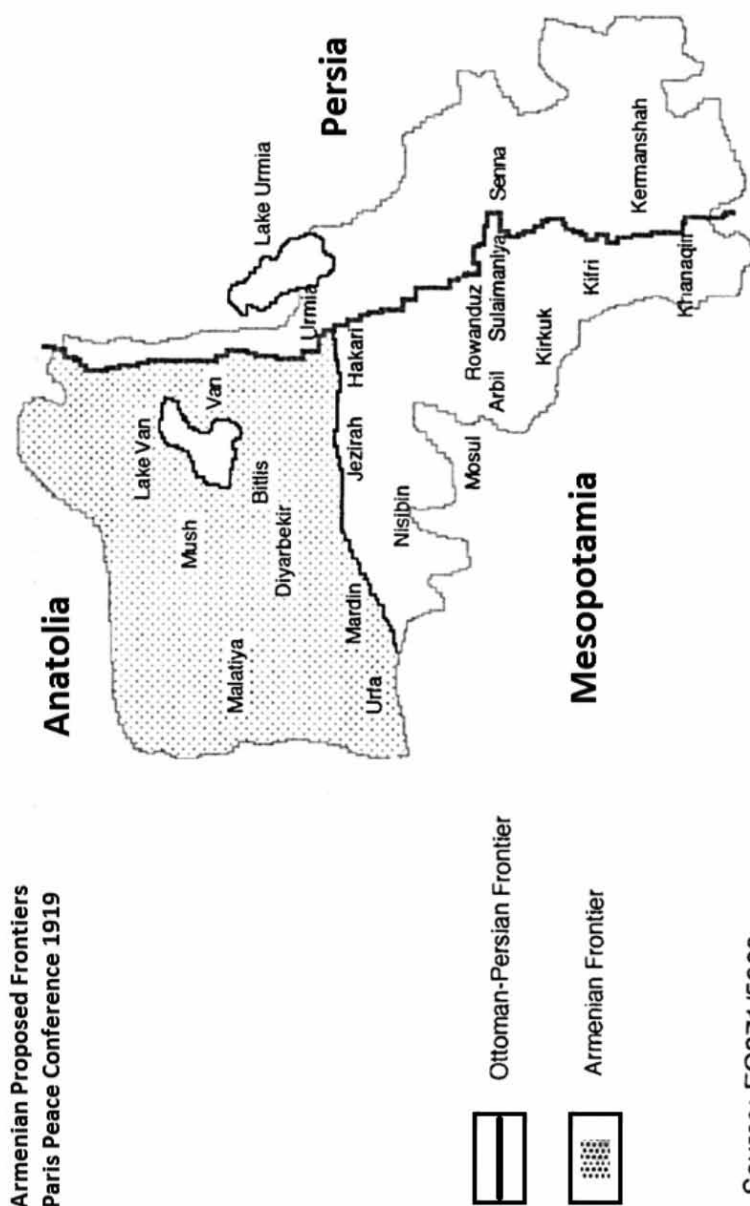 Armenian Proposed Frontiers
Paris Peace Conference 1919
Anatolia
Persia
Mesopotamia
Lake Van
Van
Mush
Bitlis
Malatiya
Diyarbekir
Mardin
Urfa
Lake Urmia
Urmia
Hakari
Jezirah
Nisibin
Mosul
Rowanduz
Arbil
Sulaimaniya
Senna
Kirkuk
Kifri
Kermanshah
Khanaqin
Ottoman-Persian Frontier
Armenian Frontier